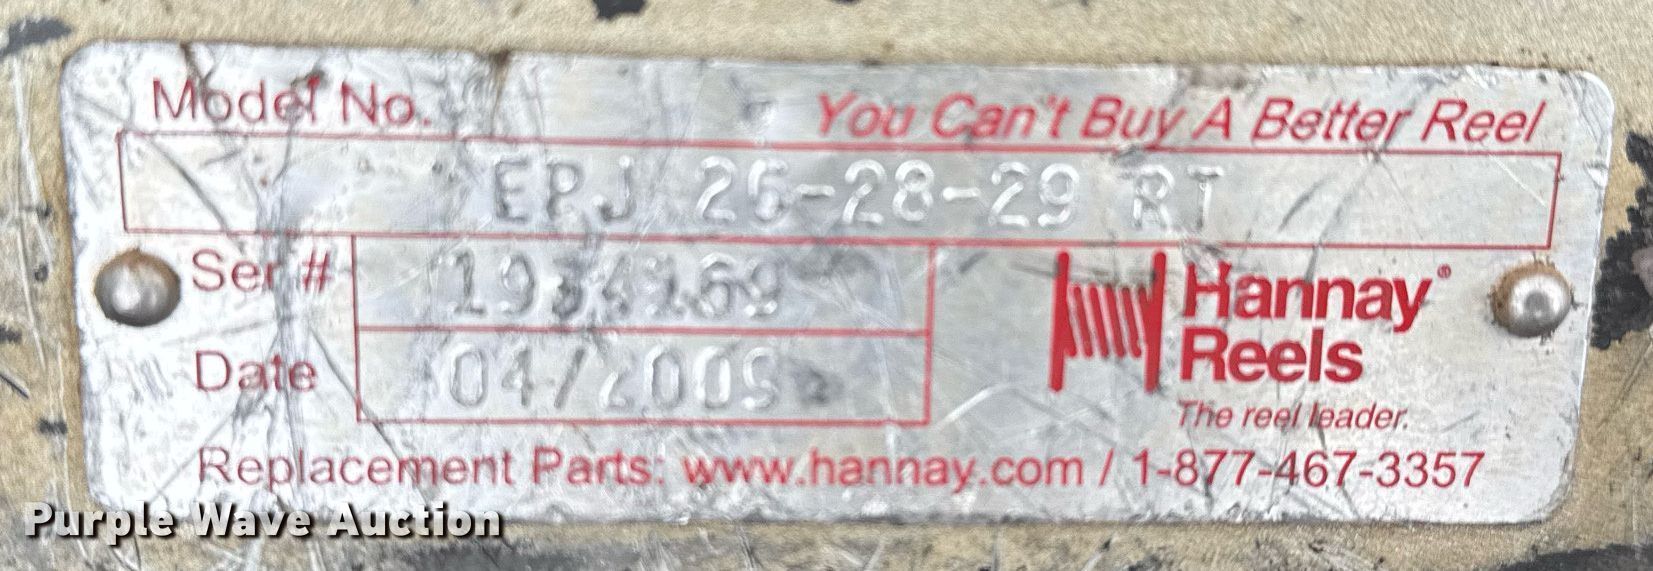 Model No.
You Can't Buy A Better Reel
EPJ 26-28-29 RT
Ser #
Hannay®
Reels
Date 04/2009
The reel leader.
Replacement Parts: www.hannay.com / 1-877-467-3357
Purple Wave Auction